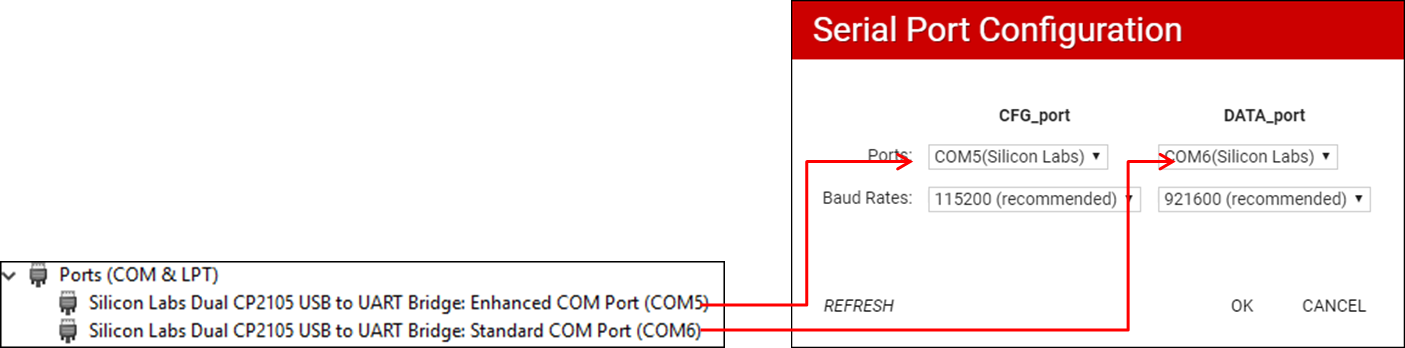 Serial Port Configuration
CFG_port DATA_port
Ports: COM5(Silicon Labs) COM6(Silicon Labs)
Baud Rates: 115200 (recommended) 921600 (recommended)
REFRESH OK CANCEL
Ports (COM & LPT)
Silicon Labs Dual CP2105 USB to UART Bridge: Enhanced COM Port (COM5)
Silicon Labs Dual CP2105 USB to UART Bridge: Standard COM Port (COM6)